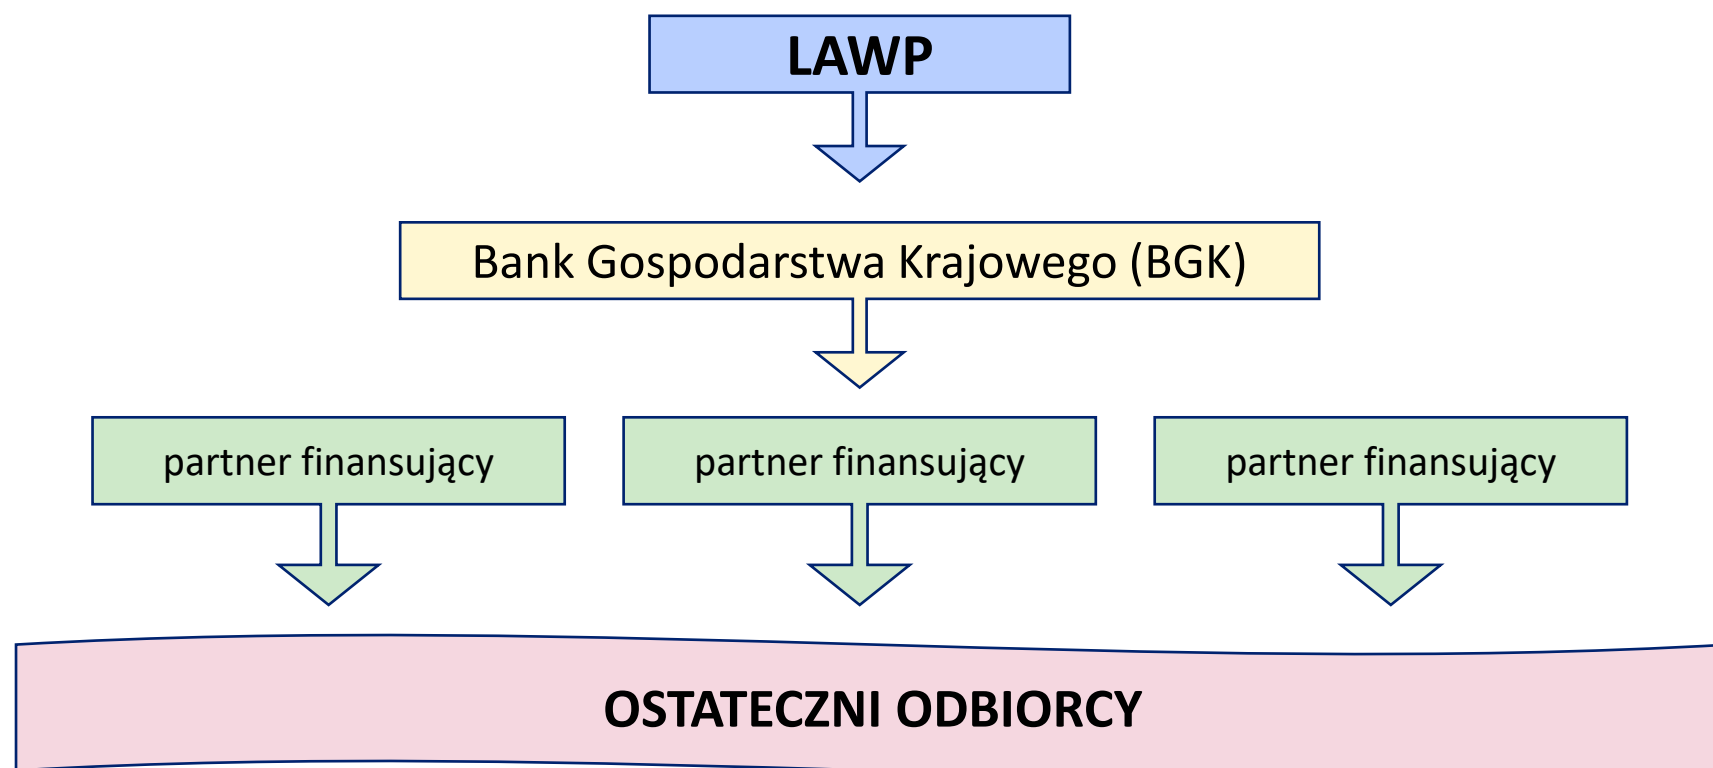 LAWP
Bank Gospodarstwa Krajowego (BGK)
partner finansujący
partner finansujący
partner finansujący
OSTATECZNI ODBIORCY